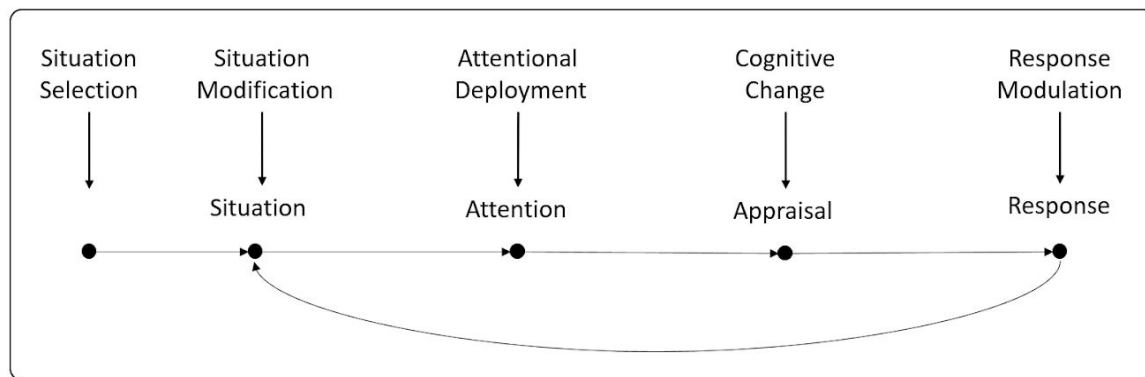 Situation
Selection
Situation
Modification
Attentional
Deployment
Cognitive
Change
Response
Modulation
Situation
Attention
Appraisal
Response